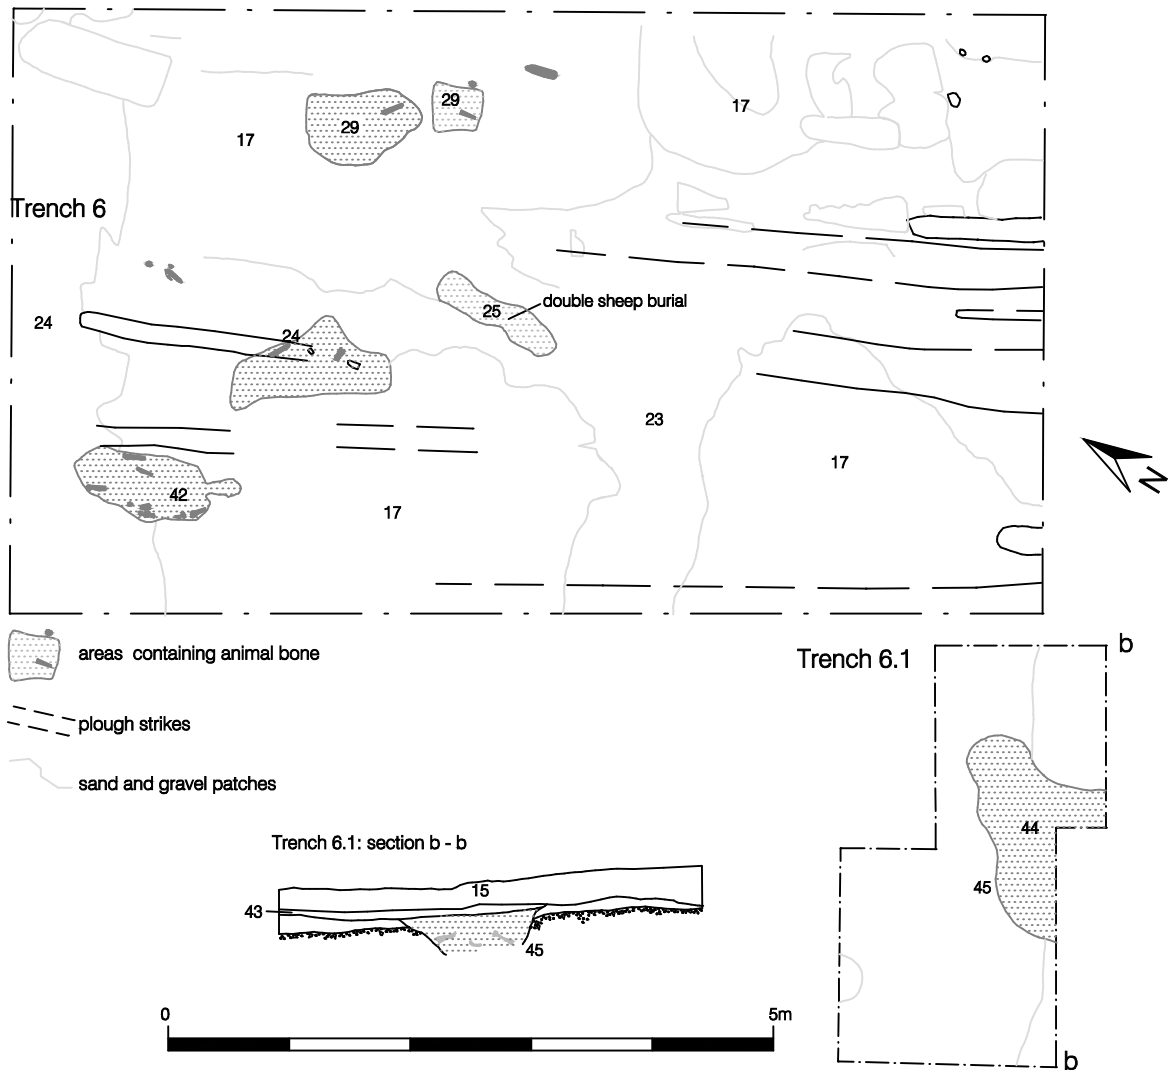 29
29
17
17
Trench 6
25
double sheep burial
24
24
23
17
42
17
N
areas containing animal bone
Trench 6.1
b
plough strikes
sand and gravel patches
44
Trench 6.1: section b - b
45
15
43
45
0
5m
b